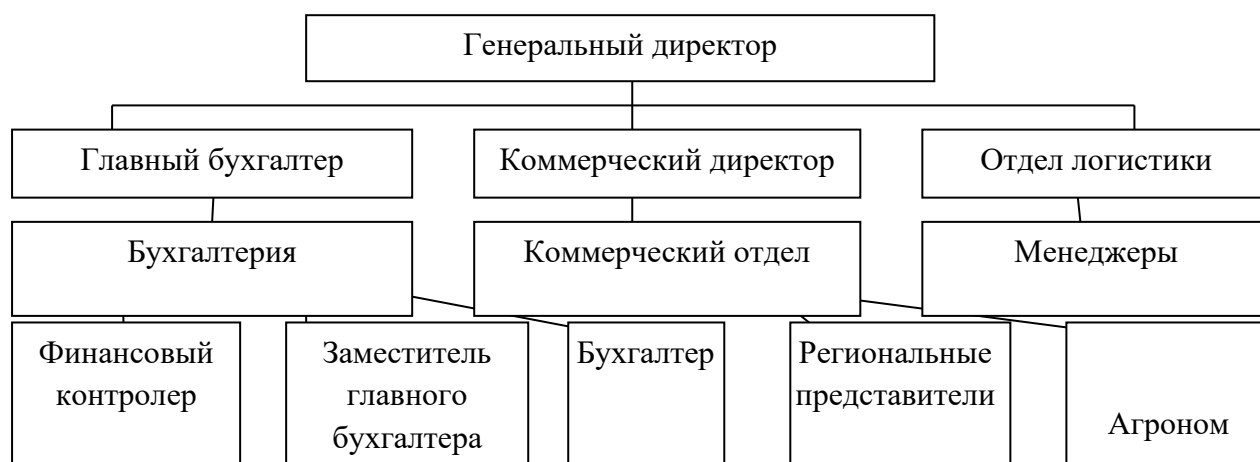 Генеральный директор
Главный бухгалтер
Коммерческий директор
Отдел логистики
Бухгалтерия
Коммерческий отдел
Менеджеры
Финансовый
контролер
Заместитель
главного
бухгалтера
Бухгалтер
Региональные
представители
Агроном